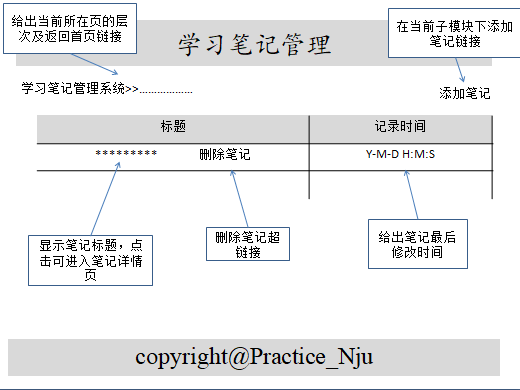 给出当前所在页的层
次及返回首页链接
在当前子模块下添加
笔记链接
学习笔记管理
学习笔记管理系统>>………………
添加笔记
标题
记录时间
********* 删除笔记
Y-M-D H:M:S
显示笔记标题，点
击可进入笔记详情
页
删除笔记超
链接
给出笔记最后
修改时间
copyright@Practice_Nju